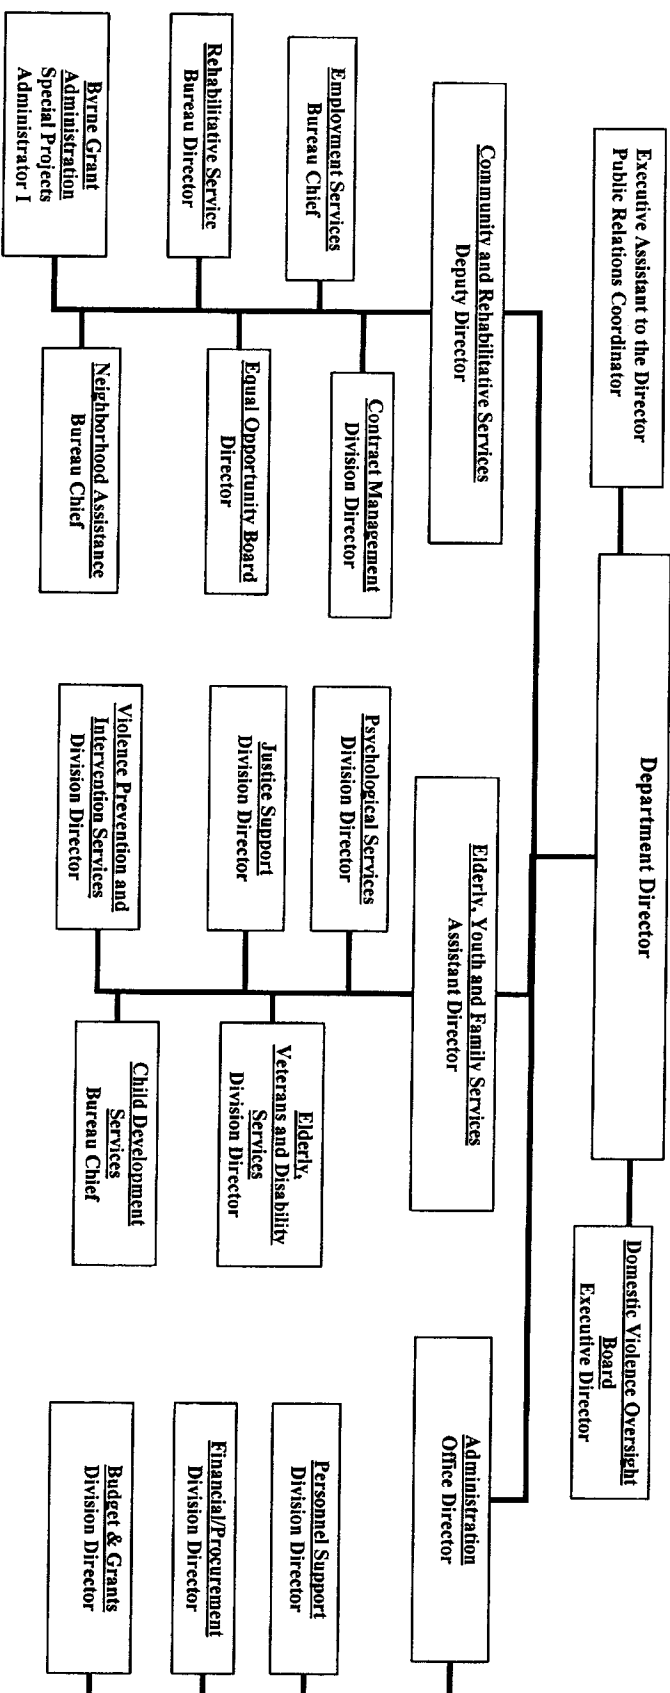 Department Director
Executive Assistant to the Director
Public Relations Coordinator
Domestic Violence Oversight
Board
Executive Director
Community and Rehabilitative Services
Deputy Director
Elderly, Youth and Family Services
Assistant Director
Administration
Office Director
Employment Services
Bureau Chief
Contract Management
Division Director
Rehabilitative Service
Bureau Director
Equal Opportunity Board
Director
Byrne Grant
Administration
Special Projects
Administrator I
Neighborhood Assistance
Bureau Chief
Psychological Services
Division Director
Elderly,
Veterans and Disability
Services
Division Director
Justice Support
Division Director
Child Development
Services
Bureau Chief
Violence Prevention and
Intervention Services
Division Director
Personnel Support
Division Director
Financial/Procurement
Division Director
Budget & Grants
Division Director